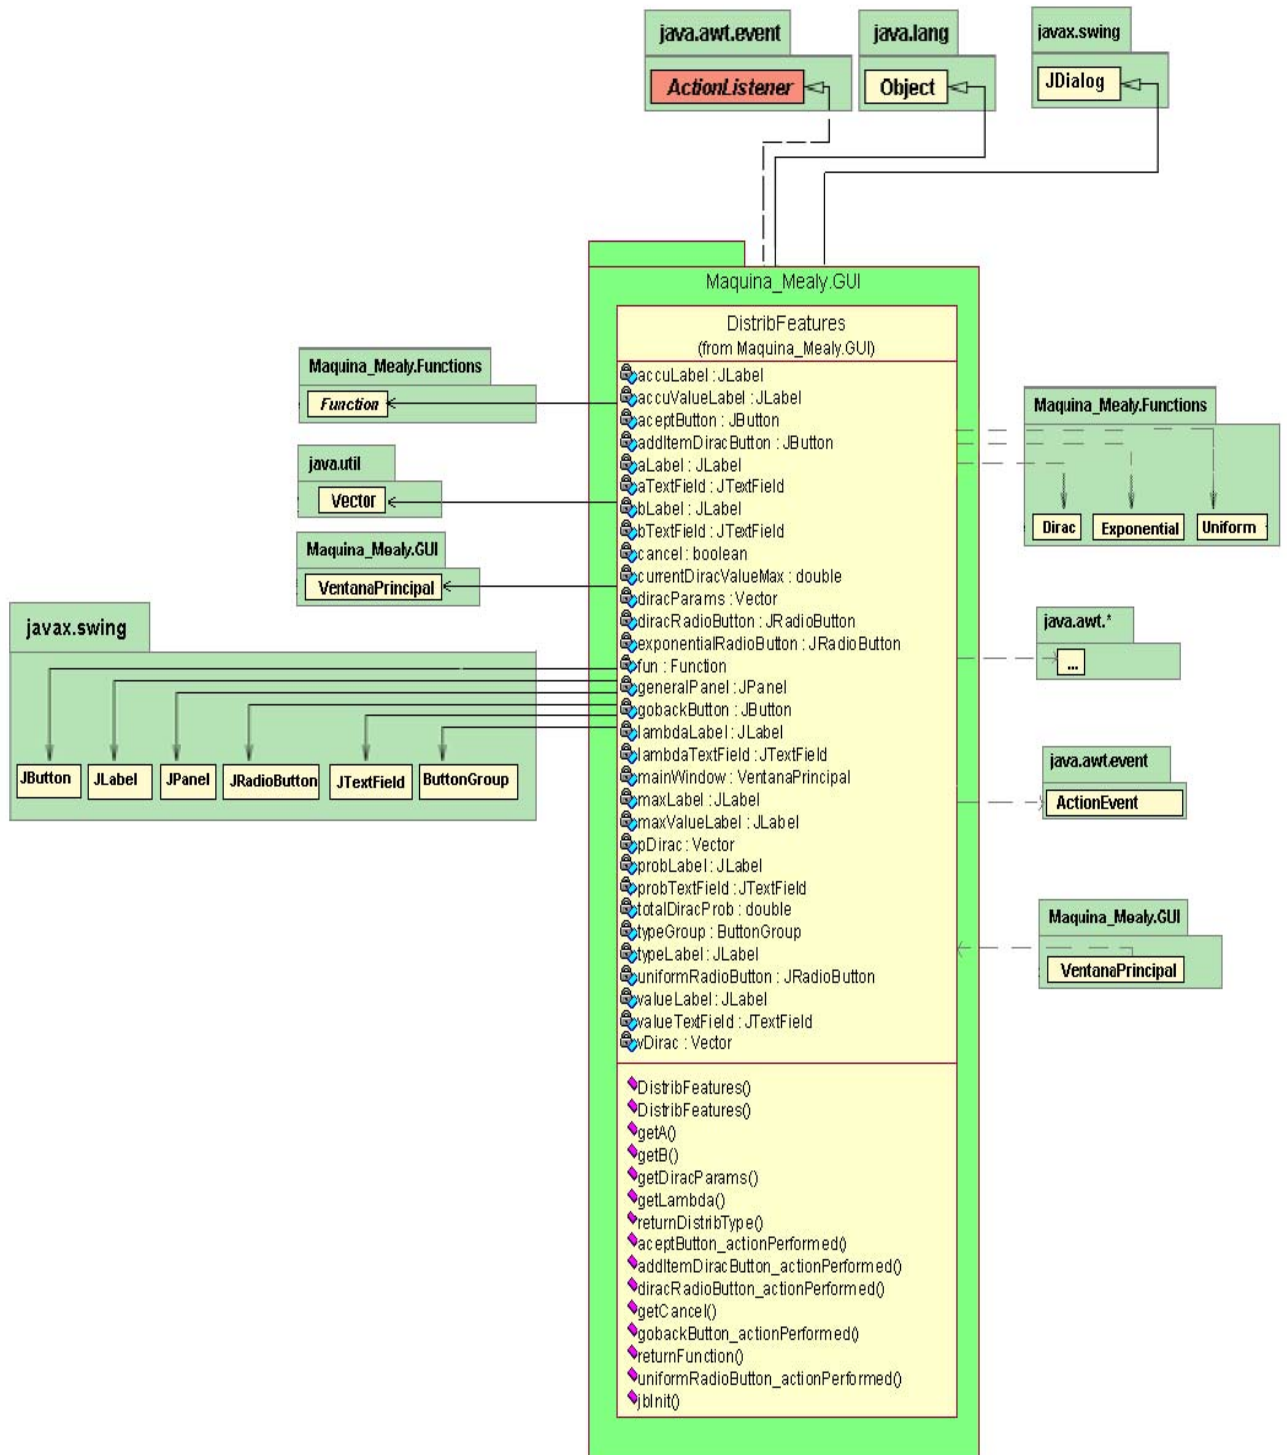 java.awt.event
java.lang
javax.swing
ActionListener
Object
JDialog
Maquina_Mealy.GUI
DistribFeatures
(from Maquina_Mealy.GUI)
accuLabel : JLabel
accuValueLabel : JLabel
aceptButton : JButton
addItemDiracButton : JButton
aLabel : JLabel
aTextField : JTextField
bLabel : JLabel
bTextField : JTextField
cancel : boolean
currentDiracValueMax : double
diracParams : Vector
diracRadioButton : JRadioButton
exponentialRadioButton : JRadioButton
fun : Function
generalPanel : JPanel
gobackButton : JButton
lambdaLabel : JLabel
lambdaTextField : JTextField
mainWindow : VentanaPrincipal
maxLabel : JLabel
maxValueLabel : JLabel
pDirac : Vector
probLabel : JLabel
probTextField : JTextField
totalDiracProb : double
typeGroup : ButtonGroup
typeLabel : JLabel
uniformRadioButton : JRadioButton
valueLabel : JLabel
valueTextField : JTextField
vDirac : Vector
DistribFeatures()
DistribFeatures()
getA()
getB()
getDiracParams()
getLambda()
returnDistribType()
aceptButton_actionPerformed()
addItemDiracButton_actionPerformed()
diracRadioButton_actionPerformed()
getCancel()
gobackButton_actionPerformed()
returnFunction()
uniformRadioButton_actionPerformed()
jbInit()
Maquina_Mealy.Functions
Function
java.util
Vector
Maquina_Mealy.GUI
VentanaPrincipal
javax.swing
JButton
JLabel
JPanel
JRadioButton
JTextField
ButtonGroup
Maquina_Mealy.Functions
Dirac
Exponential
Uniform
java.awt.*
...
java.awt.event
ActionEvent
Maquina_Mealy.GUI
VentanaPrincipal